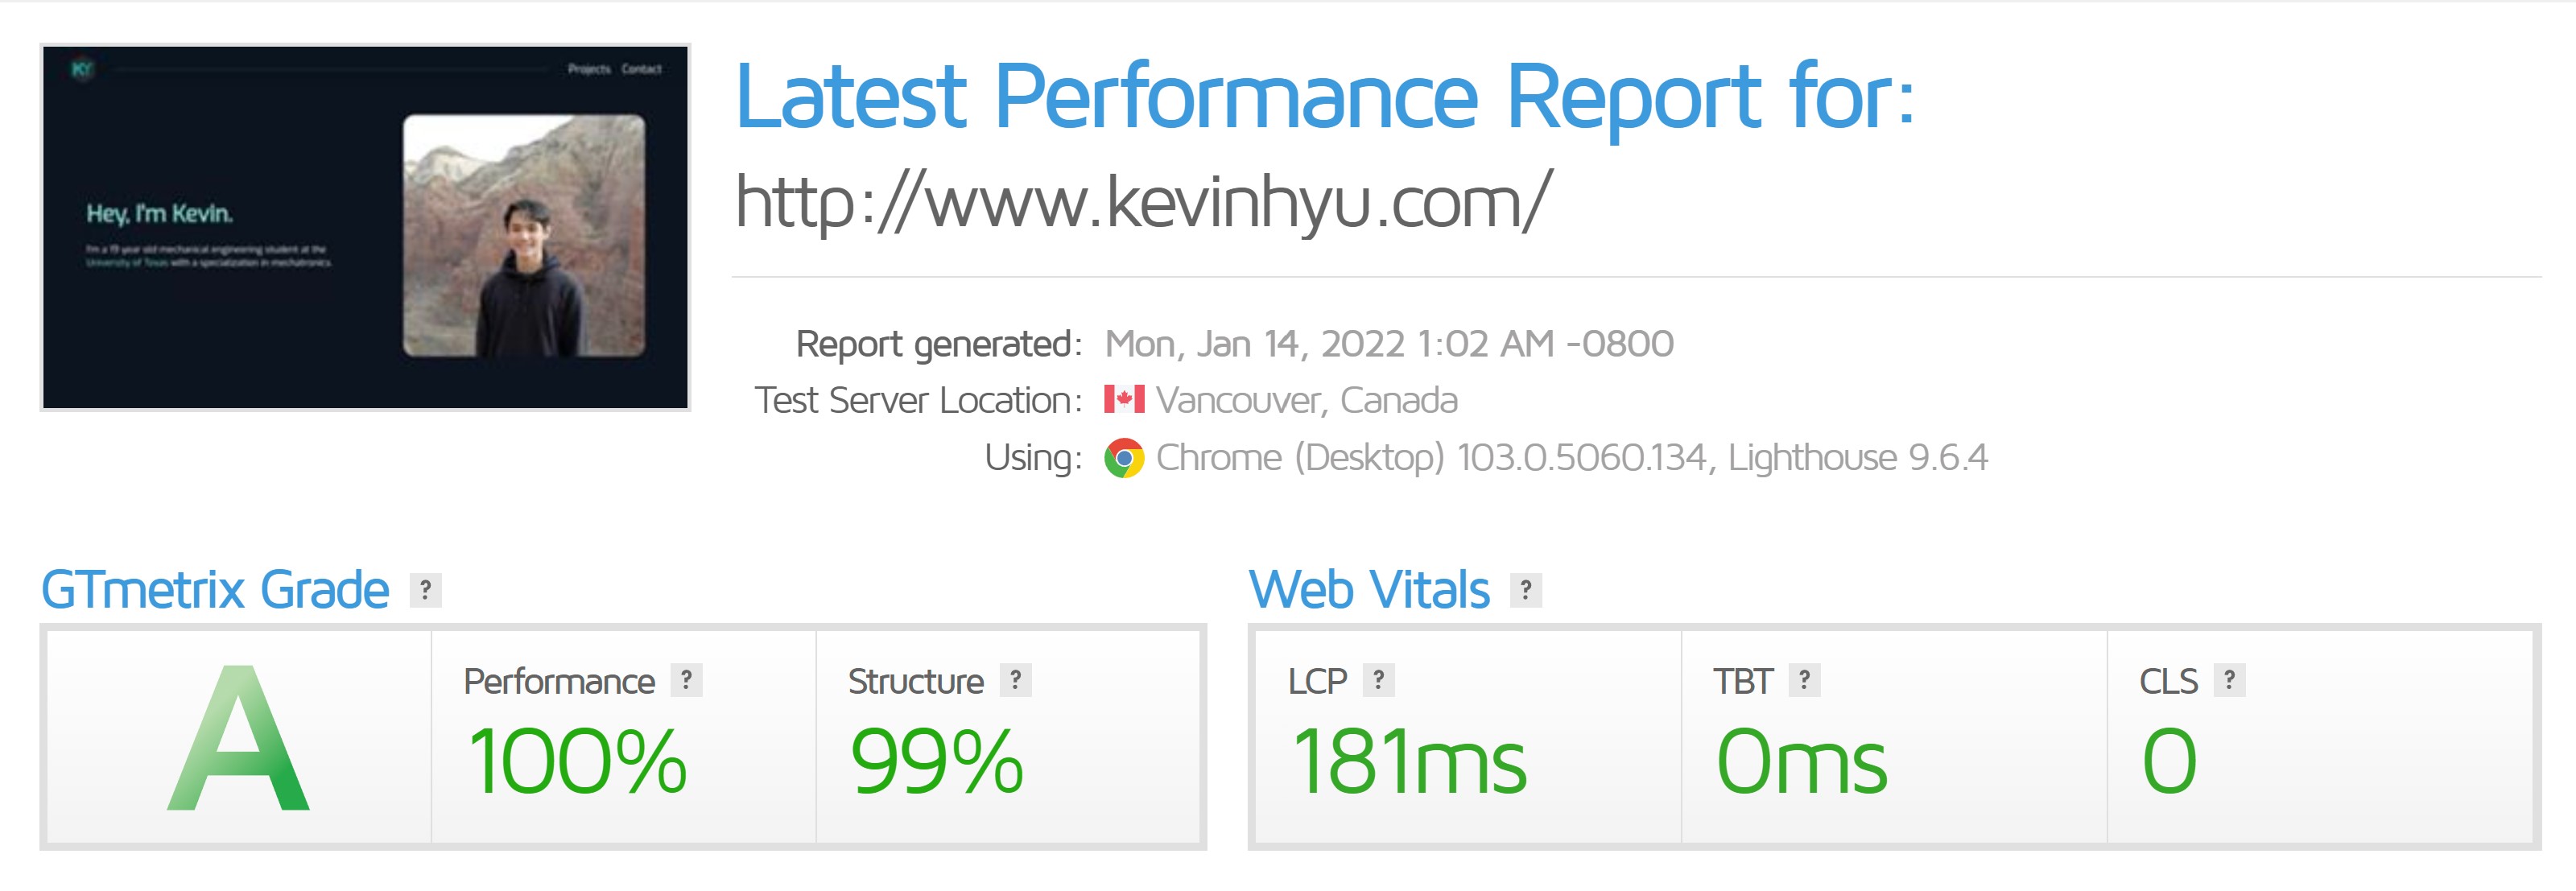 KY
Projects Contact
Hey, I'm Kevin.
I'm a 19 year old mechanical engineering student at the
University of Texas with a specialization in mechatronics.
Latest Performance Report for:
http://www.kevinhyu.com/
Report generated: Mon, Jan 14, 2022 1:02 AM -0800
Test Server Location: Vancouver, Canada
Using: Chrome (Desktop) 103.0.5060.134, Lighthouse 9.6.4
GTmetrix Grade ?
A
Performance ?
100%
Structure ?
99%
Web Vitals ?
LCP ?
181ms
TBT ?
0ms
CLS ?
0